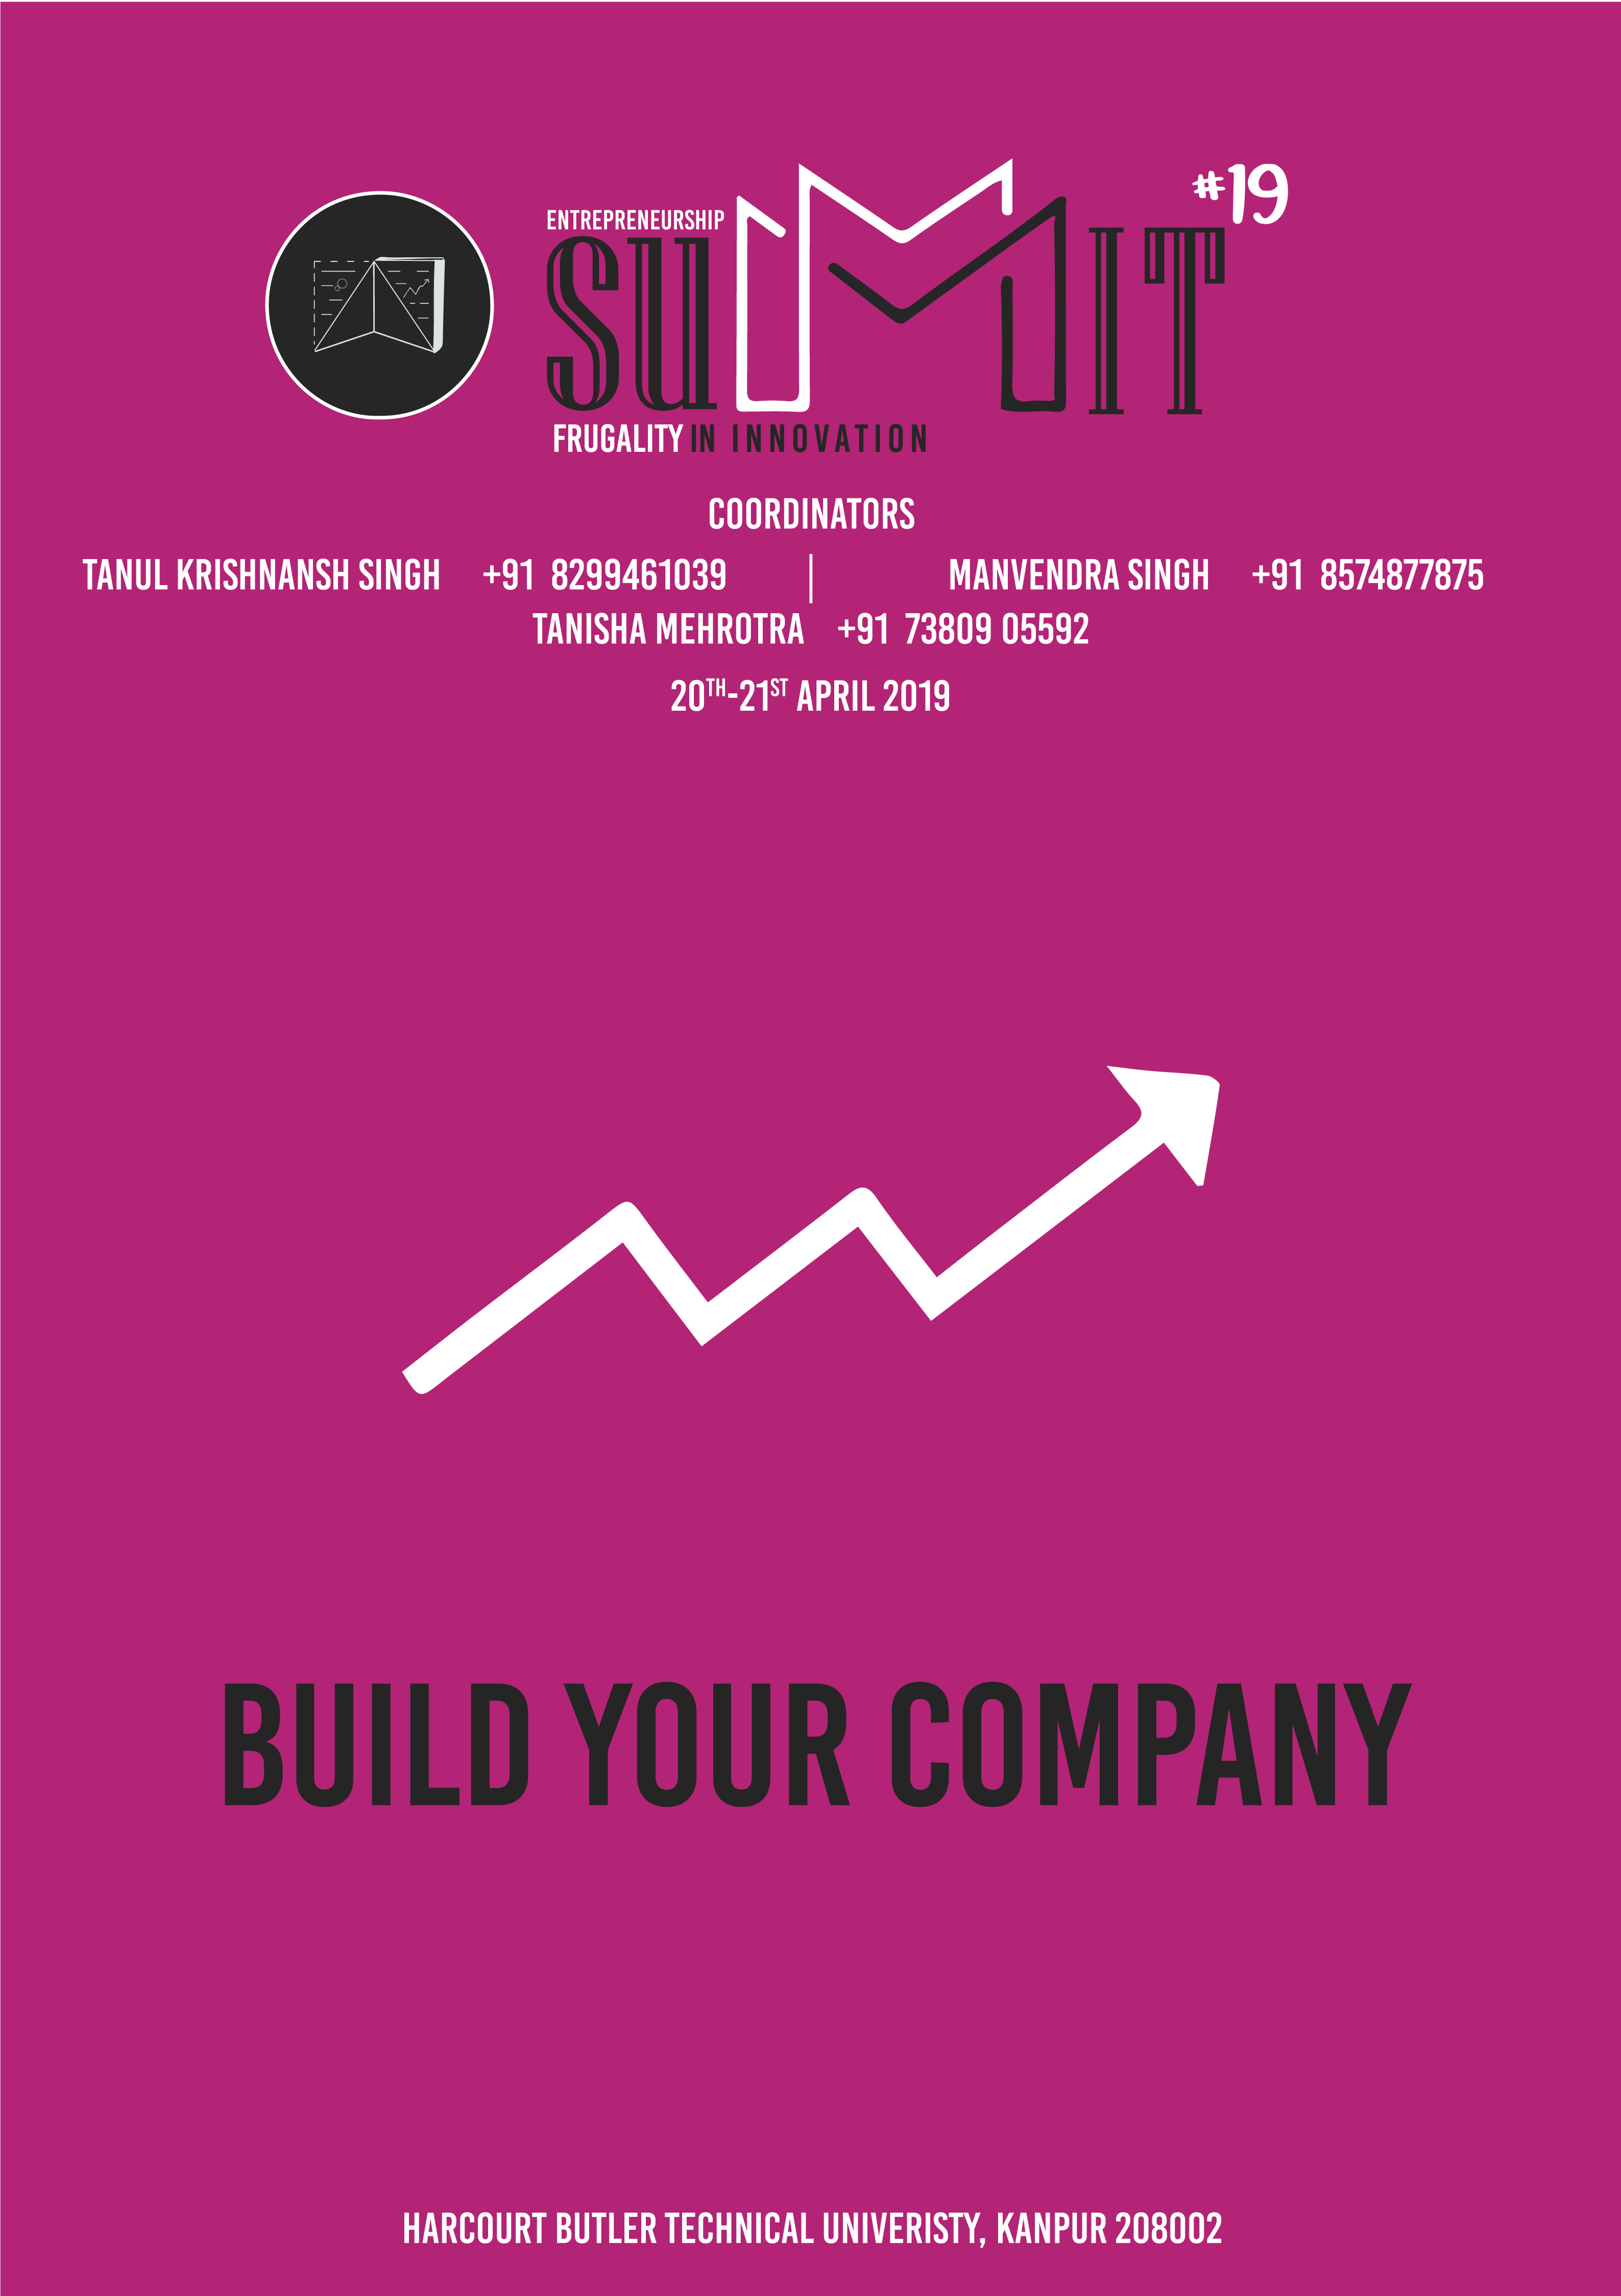 #19
ENTREPRENEURSHIP
SUMMIT
FRUGALITY IN INNOVATION
COORDINATORS
TANUL KRISHNANSH SINGH +91 8299461039 | MANVENDRA SINGH +91 8574877875
TANISHA MEHROTRA +91 73809 05592
20TH-21ST APRIL 2019
BUILD YOUR COMPANY
HARCOURT BUTLER TECHNICAL UNIVERISTY, KANPUR 208002